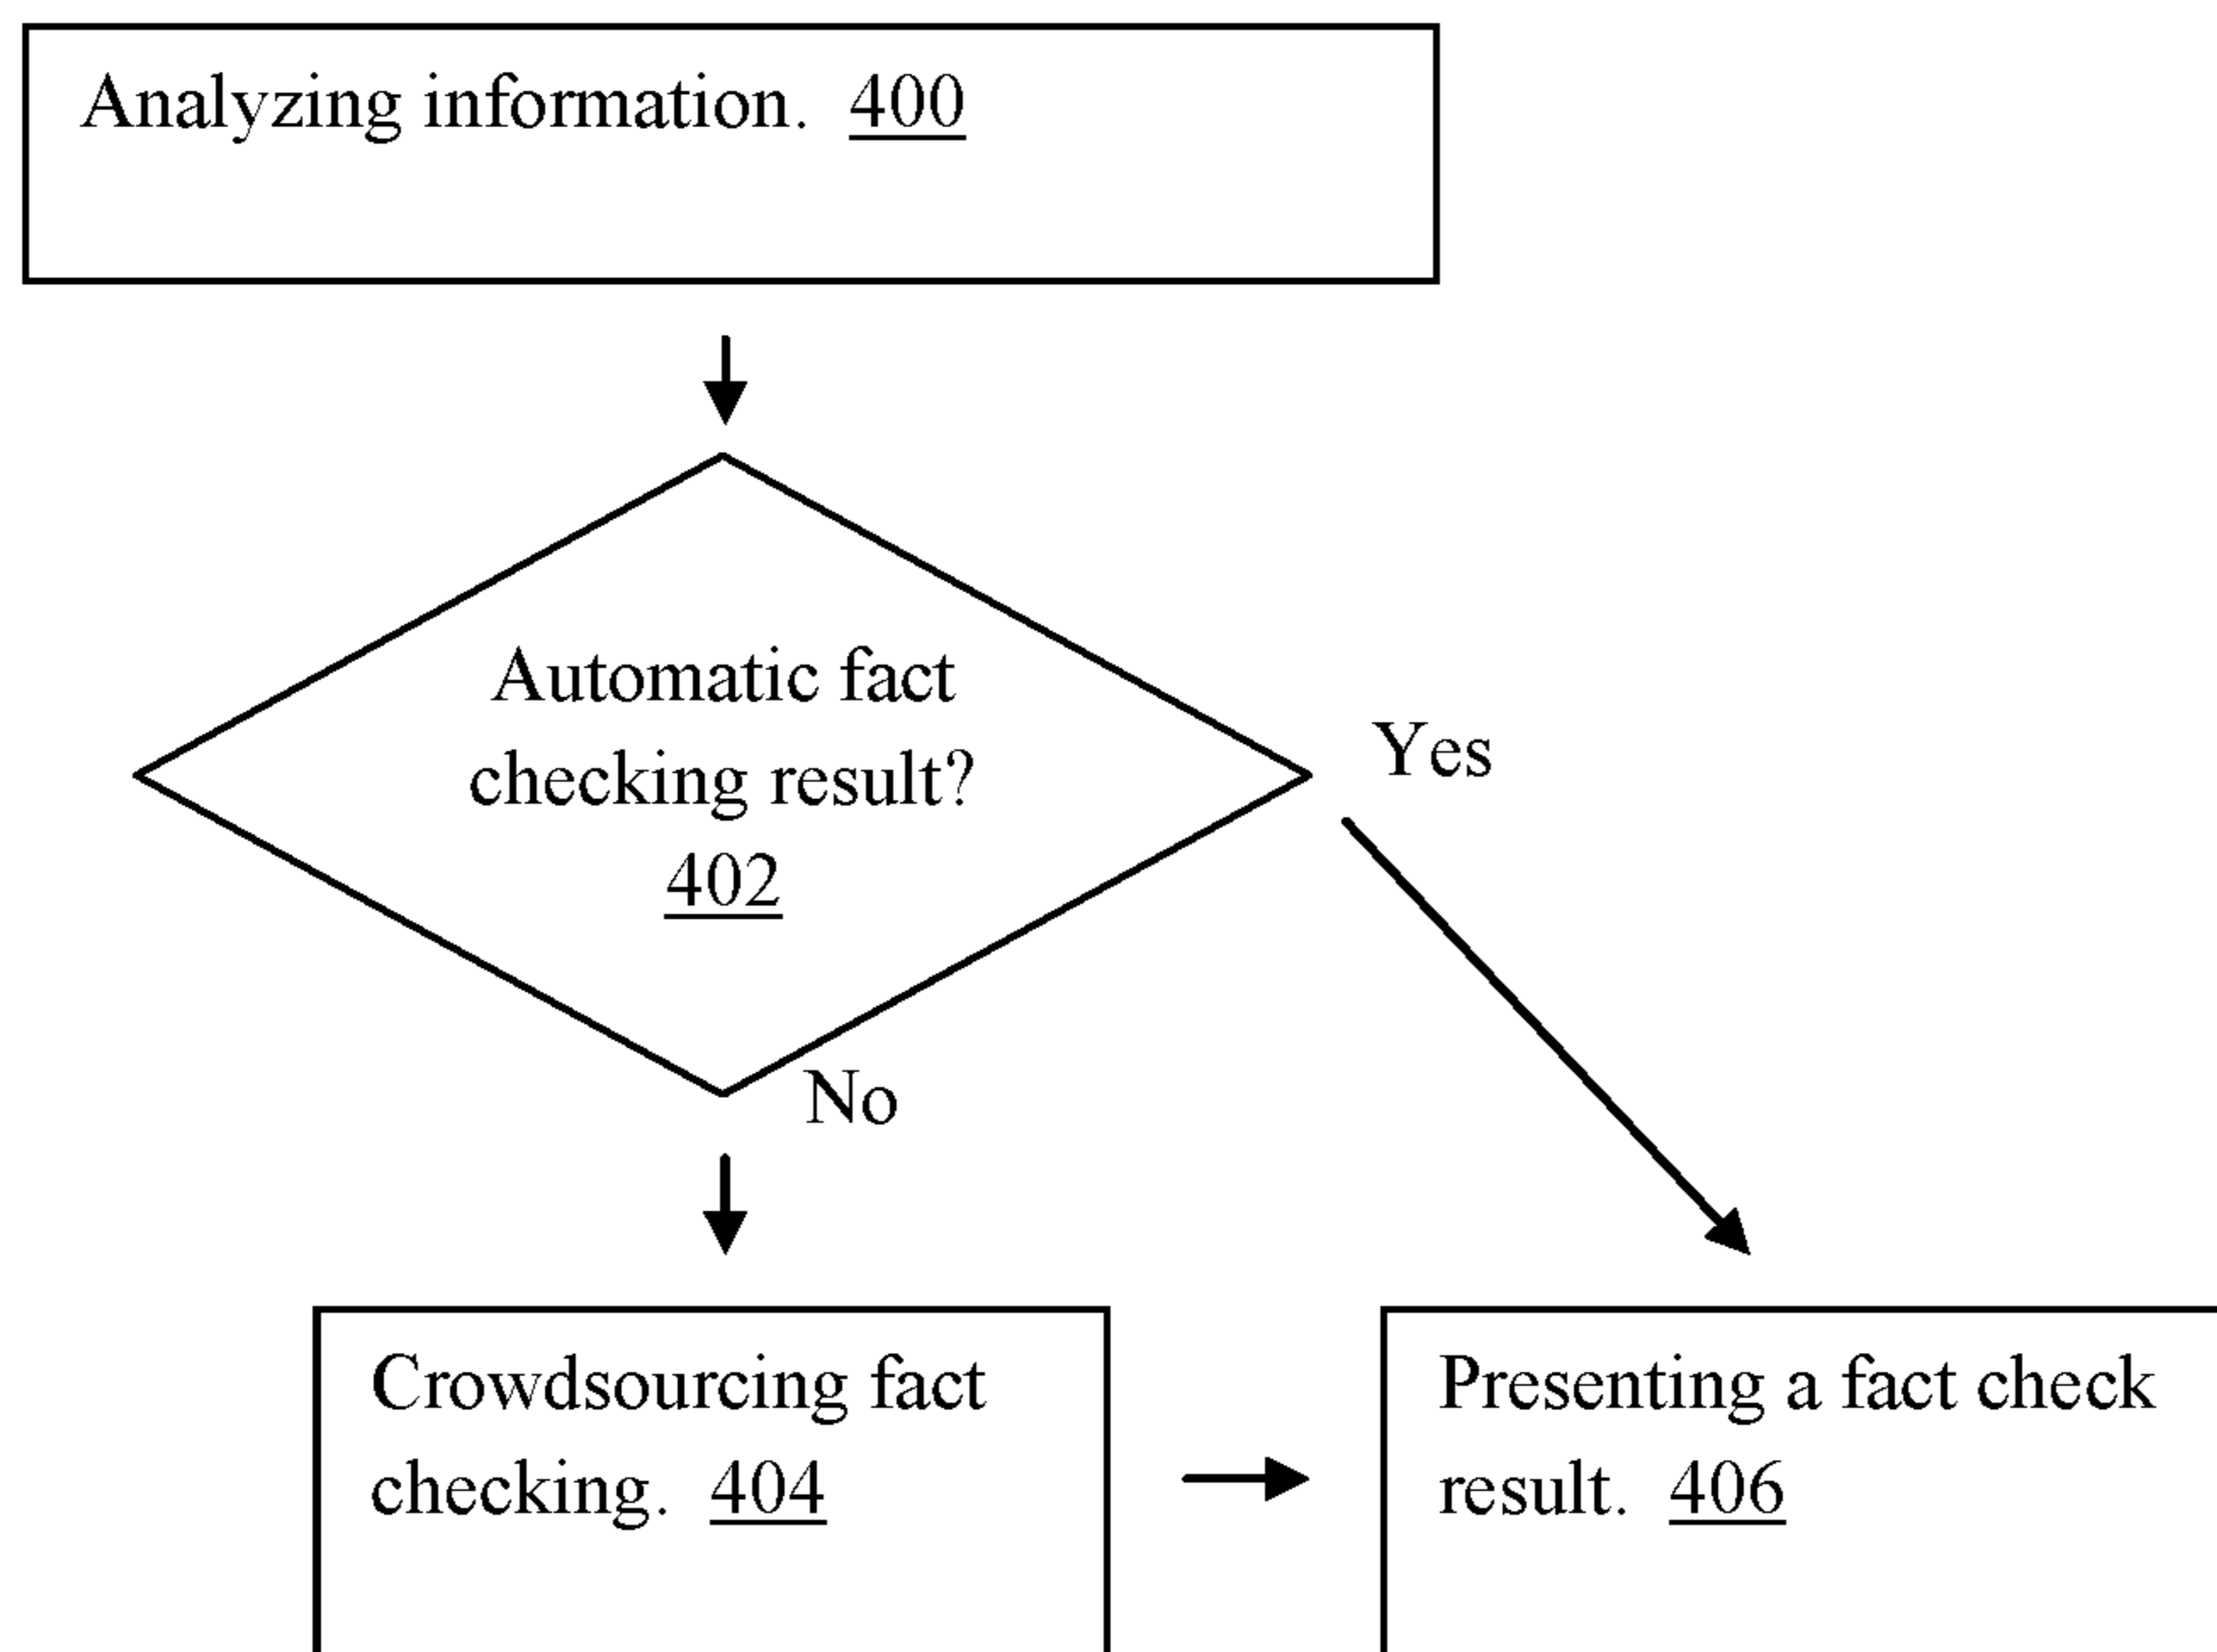 Analyzing information. 400
Automatic fact
checking result?
402
Yes
No
Crowdsourcing fact
checking. 404
Presenting a fact check
result. 406